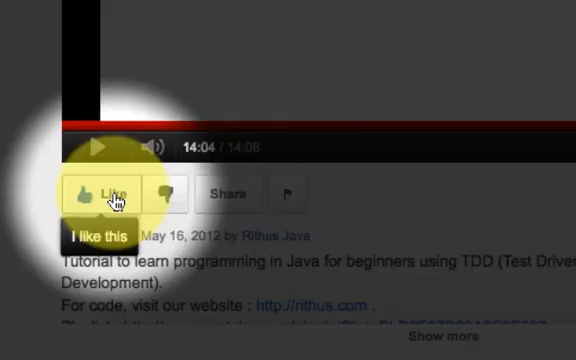 14:04 / 14:08
Like Share
I like this May 16, 2012 by Rithus Java
Tutorial to learn programming in Java for beginners using TDD (Test Driven
Development).
For code, visit our website : http://rithus.com .
Show more